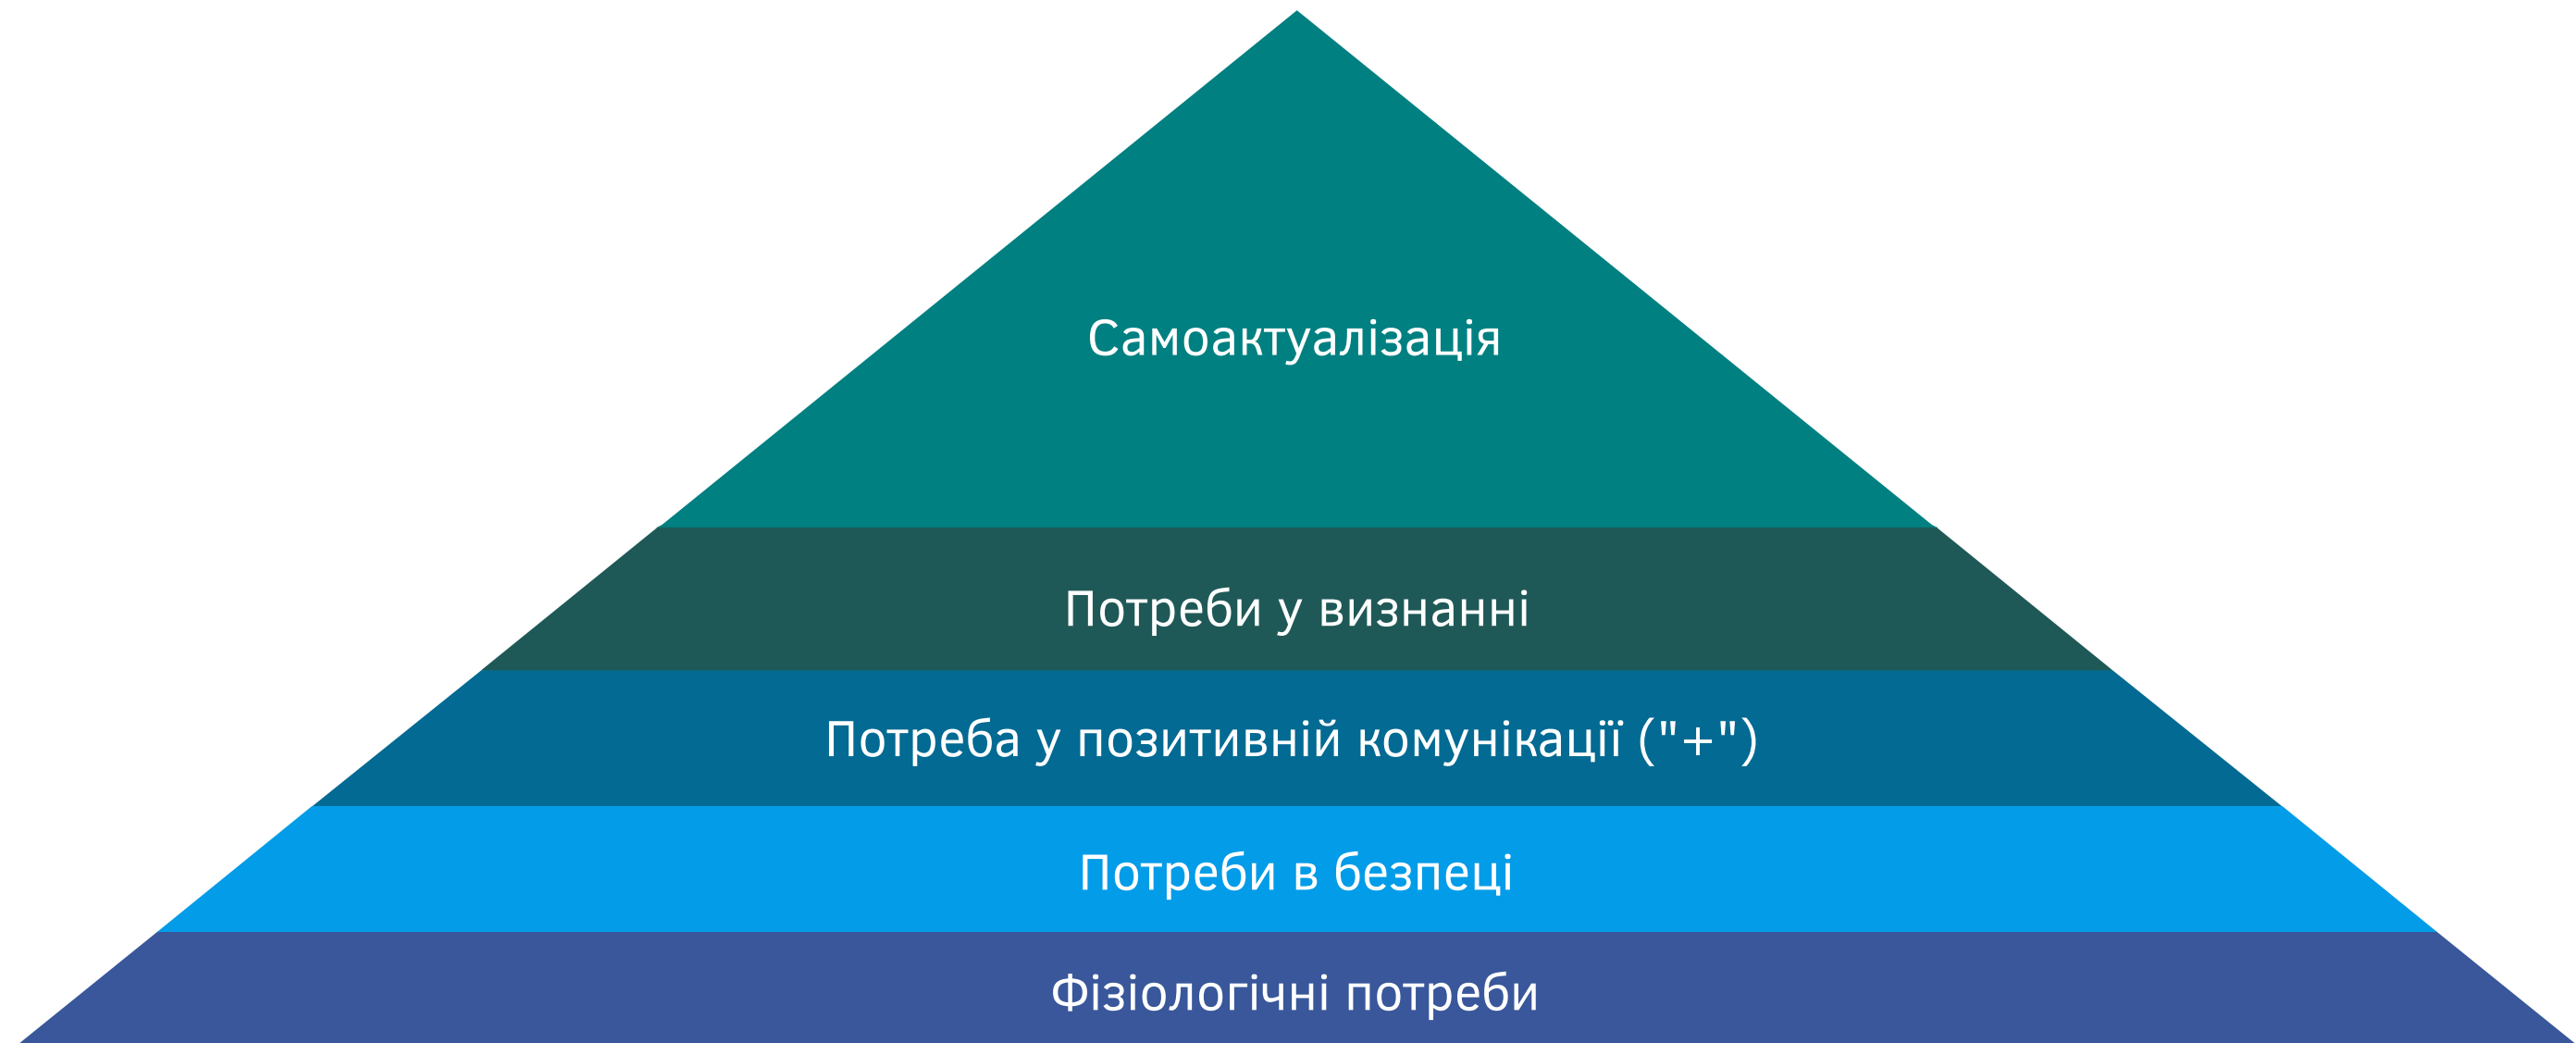 Самоактуалізація
Потреби у визнанні
Потреба у позитивній комунікації ("+")
Потреби в безпеці
Фізіологічні потреби